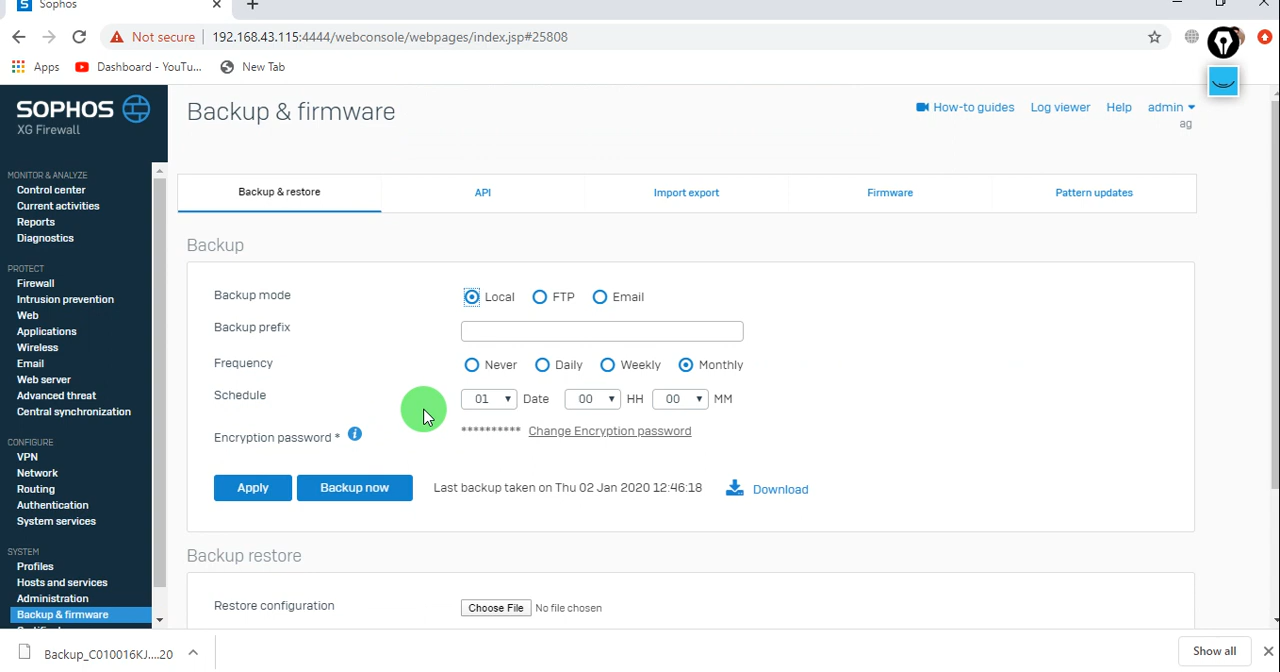 Sophos
Not secure 192.168.43.115:4444/webconsole/webpages/index.jsp#25808
Apps Dashboard - YouTu... New Tab
SOPHOS
XG Firewall
Backup & firmware
How-to guides Log viewer Help admin
ag
MONITOR & ANALYZE
Control center
Current activities
Reports
Diagnostics
PROTECT
Firewall
Intrusion prevention
Web
Applications
Wireless
Email
Web server
Advanced threat
Central synchronization
CONFIGURE
VPN
Network
Routing
Authentication
System services
SYSTEM
Profiles
Hosts and services
Administration
Backup & firmware
Backup & restore API Import export Firmware Pattern updates
Backup
Backup mode Local FTP Email
Backup prefix
Frequency Never Daily Weekly Monthly
Schedule 01 Date 00 HH 00 MM
Encryption password * ********** Change Encryption password
Apply Backup now Last backup taken on Thu 02 Jan 2020 12:46:18 Download
Backup restore
Restore configuration Choose File No file chosen
Backup_C010016KJ....20 Show all